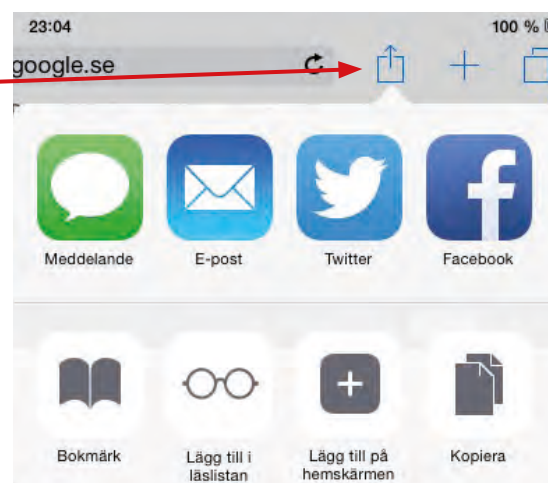 23:04 100 %
google.se
Meddelande E-post Twitter Facebook
Bokmärk Lägg till i läslistan Lägg till på hemskärmen Kopiera